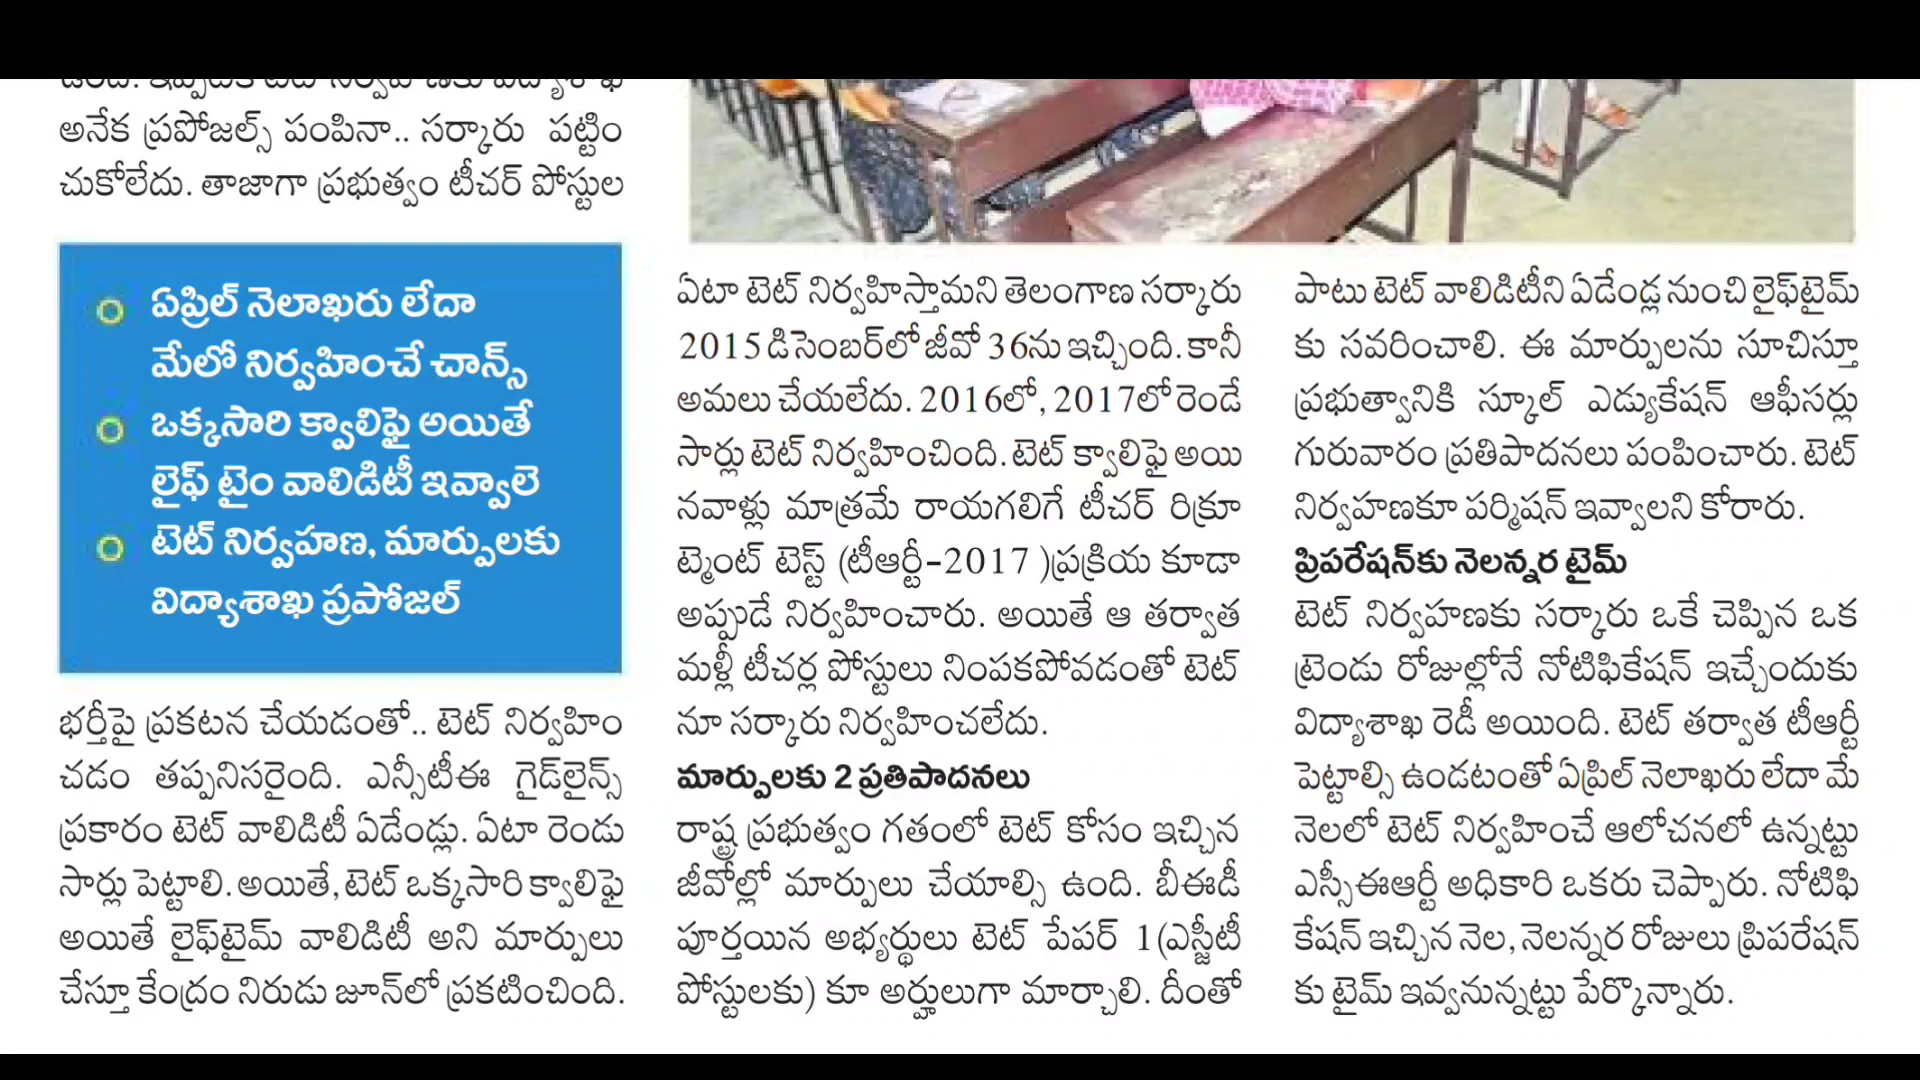 అనేక ప్రపోజల్స్ పంపినా.. సర్కారు పట్టిం
చుకోలేదు. తాజాగా ప్రభుత్వం టీచర్ పోస్టుల
ఏప్రిల్ నెలాఖరు లేదా
మేలో నిర్వహించే చాన్స్
ఒక్కసారి క్వాలిఫై అయితే
లైఫ్ టైం వాలిడిటీ ఇవ్వాలె
టెట్ నిర్వహణ, మార్పులకు
విద్యాశాఖ ప్రపోజల్
భర్తీపై ప్రకటన చేయడంతో.. టెట్ నిర్వహిం
చడం తప్పనిసరైంది. ఎన్సీటీఈ గైడ్‌లైన్స్
ప్రకారం టెట్ వాలిడిటీ ఏడేండ్లు. ఏటా రెండు
సార్లు పెట్టాలి. అయితే, టెట్ ఒక్కసారి క్వాలిఫై
అయితే లైఫ్‌టైమ్ వాలిడిటీ అని మార్పులు
చేస్తూ కేంద్రం నిరుడు జూన్‌లో ప్రకటించింది.
ఏటా టెట్ నిర్వహిస్తామని తెలంగాణ సర్కారు
2015 డిసెంబర్‌లో జీవో 36ను ఇచ్చింది. కానీ
అమలు చేయలేదు. 2016లో, 2017లో రెండే
సార్లు టెట్ నిర్వహించింది. టెట్ క్వాలిఫై అయి
నవాళ్లు మాత్రమే రాయగలిగే టీచర్ రిక్రూ
ట్మెంట్ టెస్ట్ (టీఆర్టీ-2017 )ప్రక్రియ కూడా
అప్పుడే నిర్వహించారు. అయితే ఆ తర్వాత
మళ్లీ టీచర్ల పోస్టులు నింపకపోవడంతో టెట్
నూ సర్కారు నిర్వహించలేదు.
మార్పులకు 2 ప్రతిపాదనలు
రాష్ట్ర ప్రభుత్వం గతంలో టెట్ కోసం ఇచ్చిన
జీవోల్లో మార్పులు చేయాల్సి ఉంది. బీఈడీ
పూర్తయిన అభ్యర్థులు టెట్ పేపర్ 1(ఎస్జీటీ
పోస్టులకు) కూ అర్హులుగా మార్చాలి. దీంతో
పాటు టెట్ వాలిడిటీని ఏడేండ్ల నుంచి లైఫ్‌టైమ్
కు సవరించాలి. ఈ మార్పులను సూచిస్తూ
ప్రభుత్వానికి స్కూల్ ఎడ్యుకేషన్ ఆఫీసర్లు
గురువారం ప్రతిపాదనలు పంపించారు. టెట్
నిర్వహణకూ పర్మిషన్ ఇవ్వాలని కోరారు.
ప్రిపరేషన్‌కు నెలన్నర టైమ్
టెట్ నిర్వహణకు సర్కారు ఒకే చెప్పిన ఒక
ట్రెండు రోజుల్లోనే నోటిఫికేషన్ ఇచ్చేందుకు
విద్యాశాఖ రెడీ అయింది. టెట్ తర్వాత టీఆర్టీ
పెట్టాల్సి ఉండటంతో ఏప్రిల్ నెలాఖరు లేదా మే
నెలలో టెట్ నిర్వహించే ఆలోచనలో ఉన్నట్టు
ఎస్సీఈఆర్టీ అధికారి ఒకరు చెప్పారు. నోటిఫి
కేషన్ ఇచ్చిన నెల, నెలన్నర రోజులు ప్రిపరేషన్
కు టైమ్ ఇవ్వనున్నట్టు పేర్కొన్నారు.